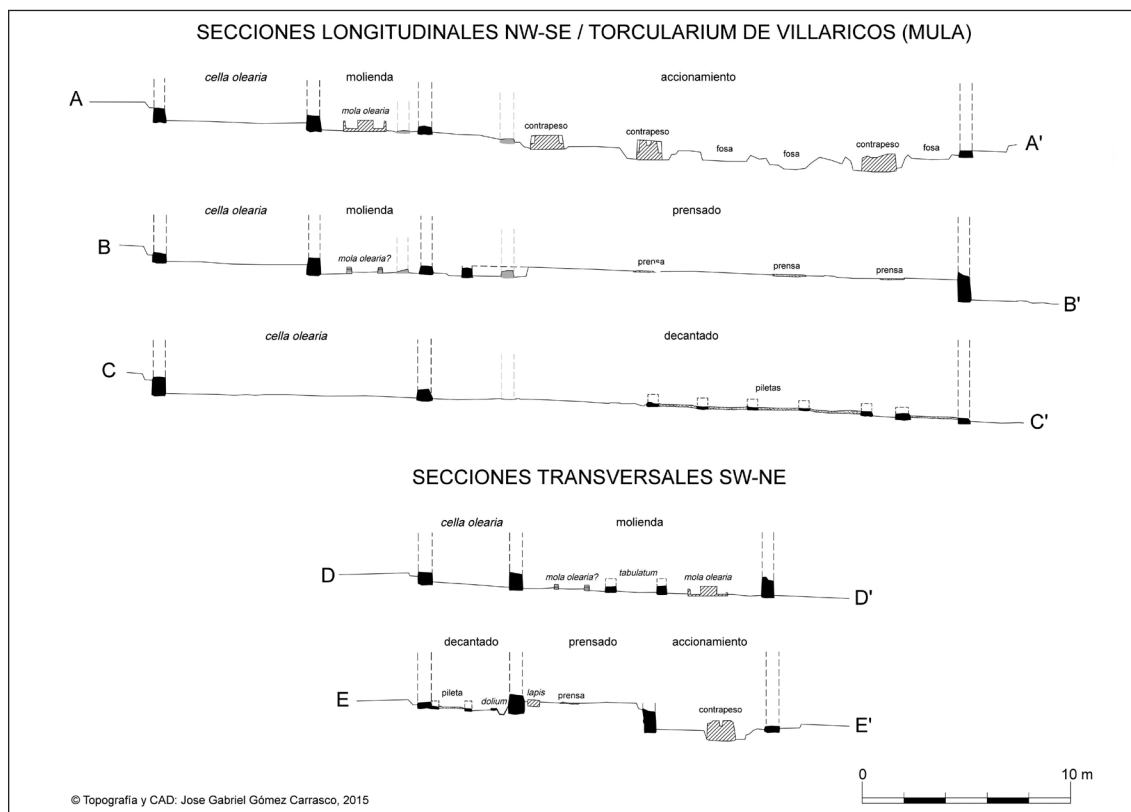 SECCIONES LONGITUDINALES NW-SE / TORCULARIUM DE VILLARICOS (MULA)
cella olearia molienda accionamiento
A mola olearia contrapeso contrapeso fosa fosa contrapeso fosa A'
cella olearia molienda prensado
B mola olearia? prensa prensa prensa B'
cella olearia decantado
C piletas C'
SECCIONES TRANSVERSALES SW-NE
cella olearia molienda
D mola olearia? tabulatum mola olearia D'
decantado prensado accionamiento
E pileta dolium lapis prensa contrapeso E'
0 10 m
© Topografía y CAD: Jose Gabriel Gómez Carrasco, 2015